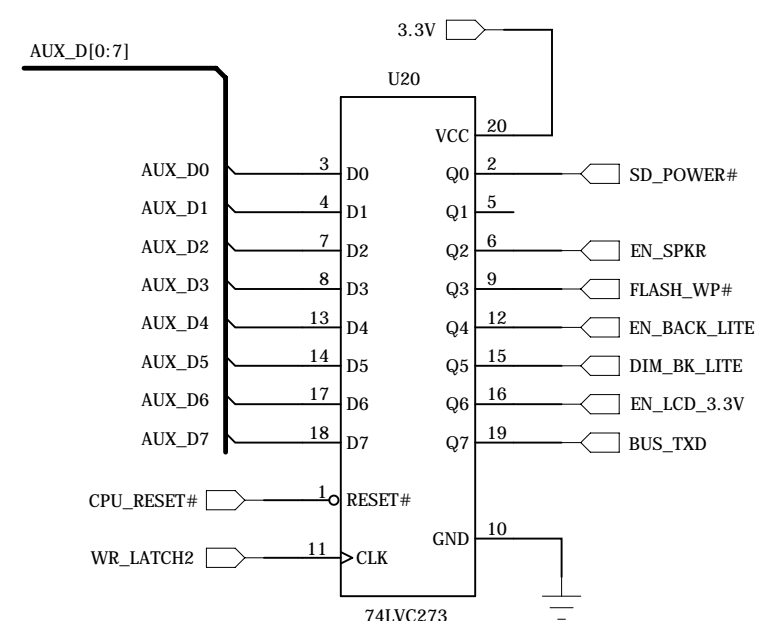 3.3V
AUX_D[0:7]
U20
VCC 20
AUX_D0 3 D0 Q0 2 SD_POWER#
AUX_D1 4 D1 Q1 5
AUX_D2 7 D2 Q2 6 EN_SPKR
AUX_D3 8 D3 Q3 9 FLASH_WP#
AUX_D4 13 D4 Q4 12 EN_BACK_LITE
AUX_D5 14 D5 Q5 15 DIM_BK_LITE
AUX_D6 17 D6 Q6 16 EN_LCD_3.3V
AUX_D7 18 D7 Q7 19 BUS_TXD
CPU_RESET# 1 RESET#
GND 10
WR_LATCH2 11 CLK
74LVC273